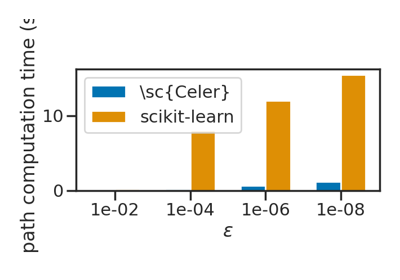 path computation time (s
\sc{Celer}
scikit-learn
10
0
1e-02 1e-04 1e-06 1e-08
ε